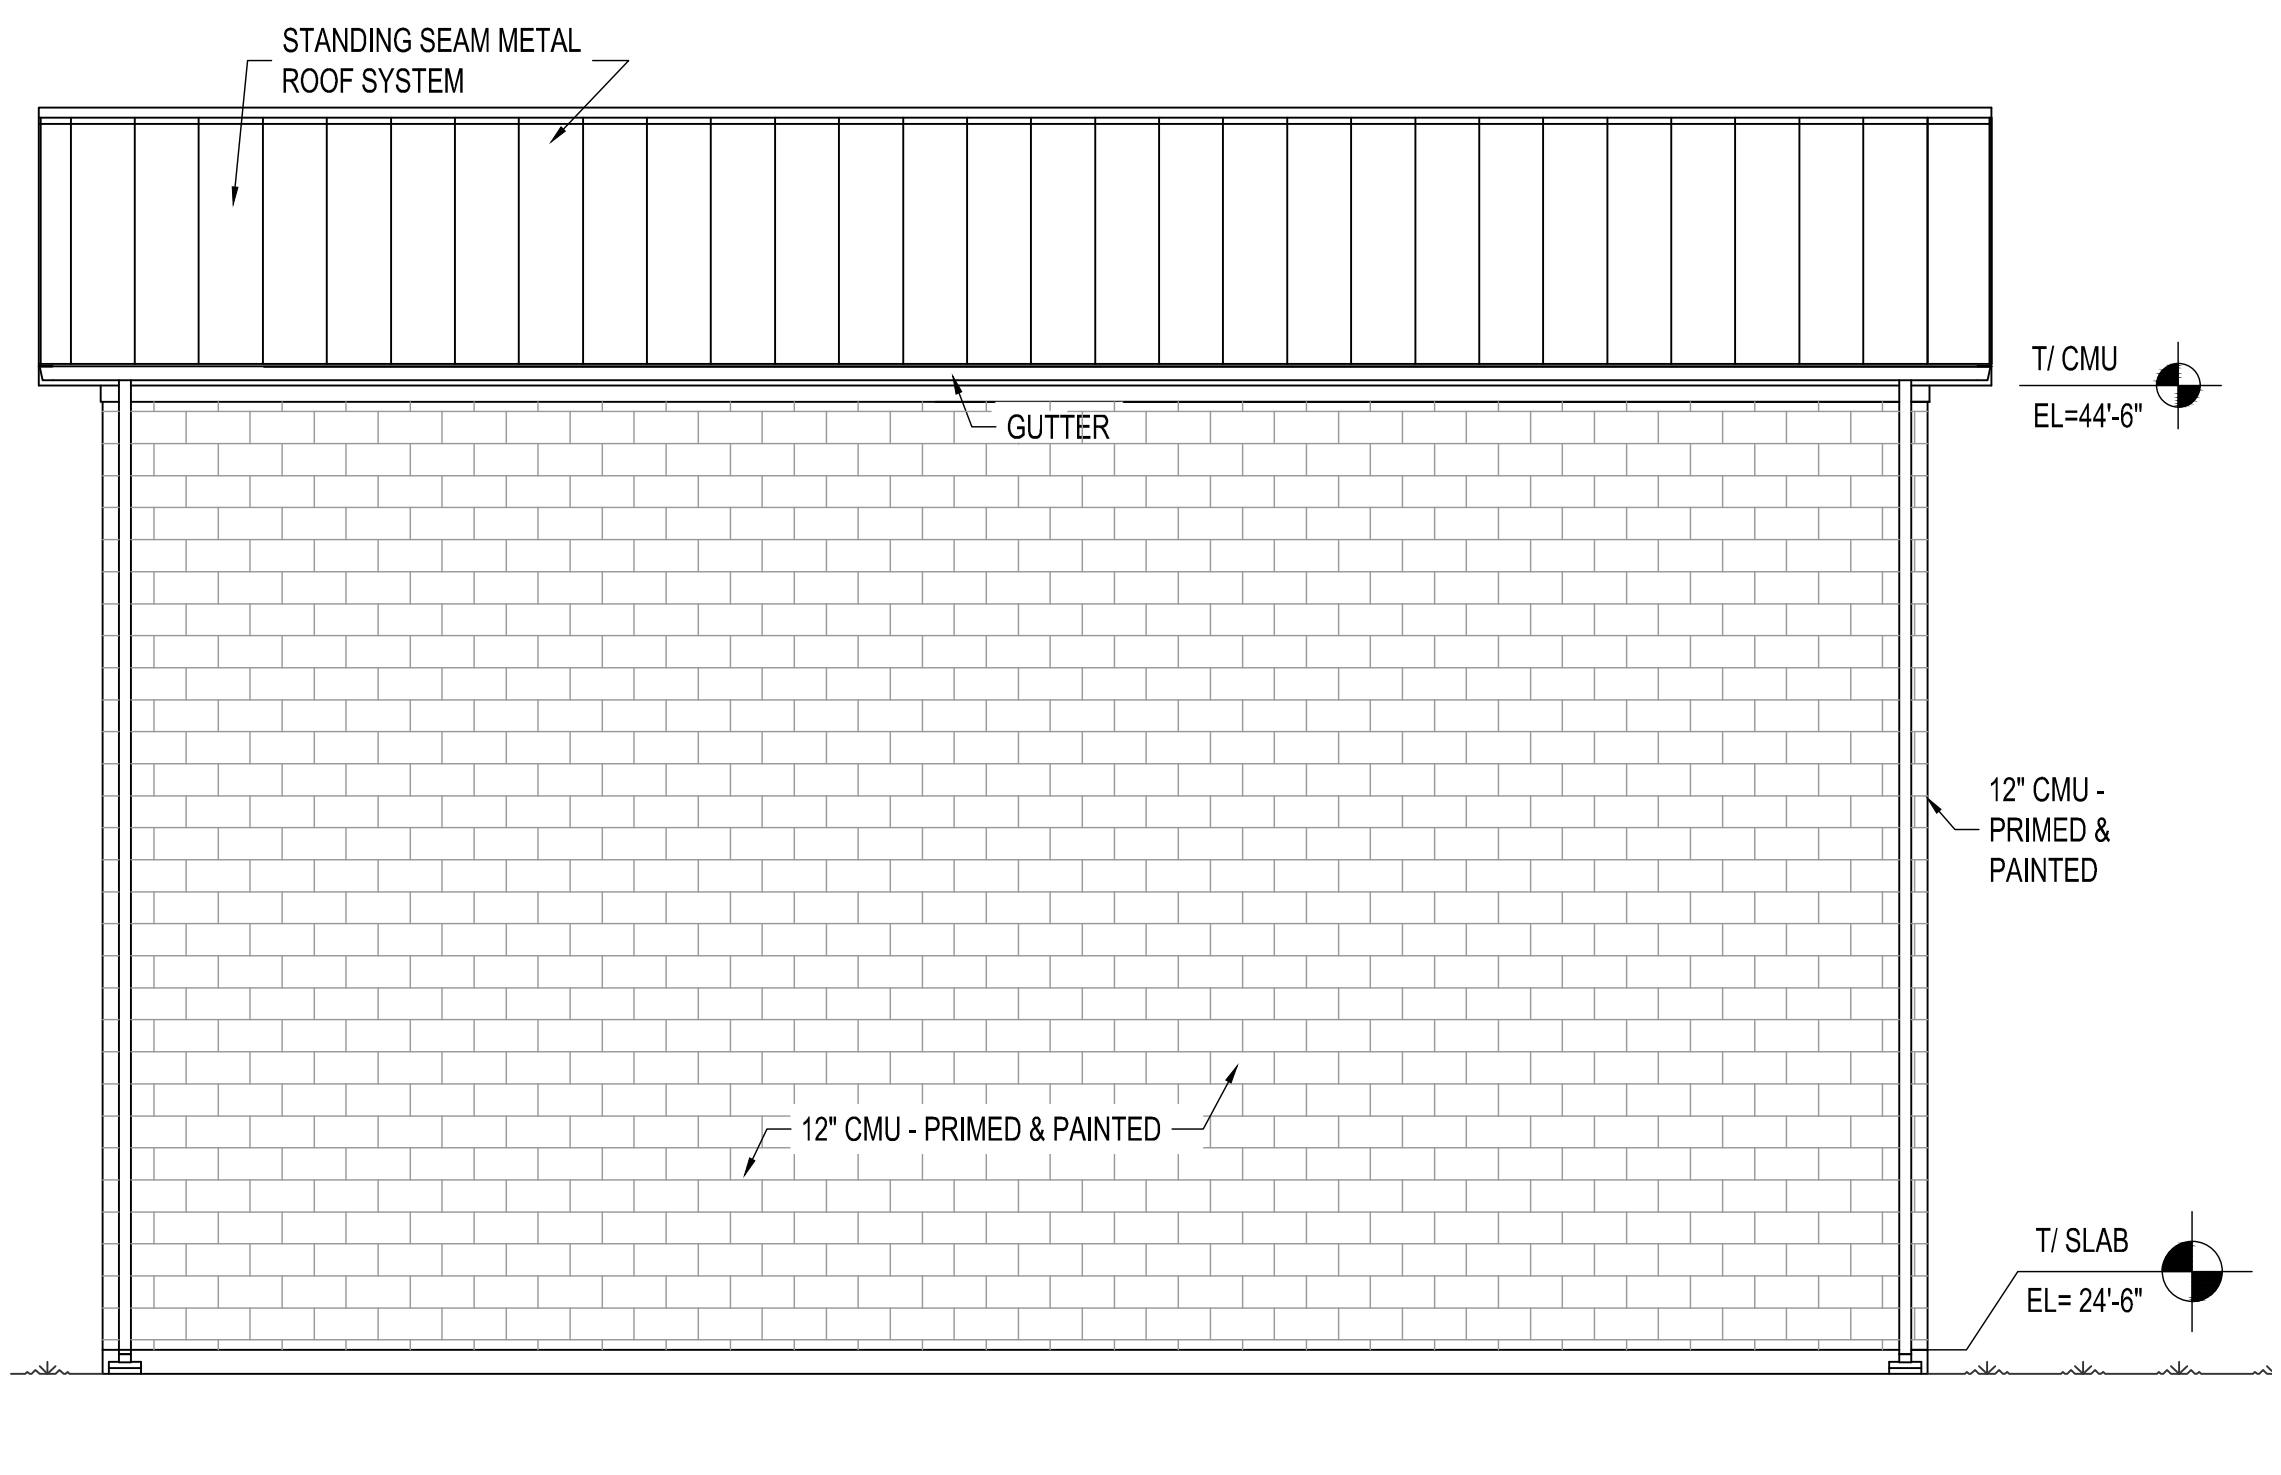 STANDING SEAM METAL
ROOF SYSTEM
T/ CMU
EL=44'-6"
GUTTER
12" CMU -
PRIMED &
PAINTED
12" CMU - PRIMED & PAINTED
T/ SLAB
EL= 24'-6"